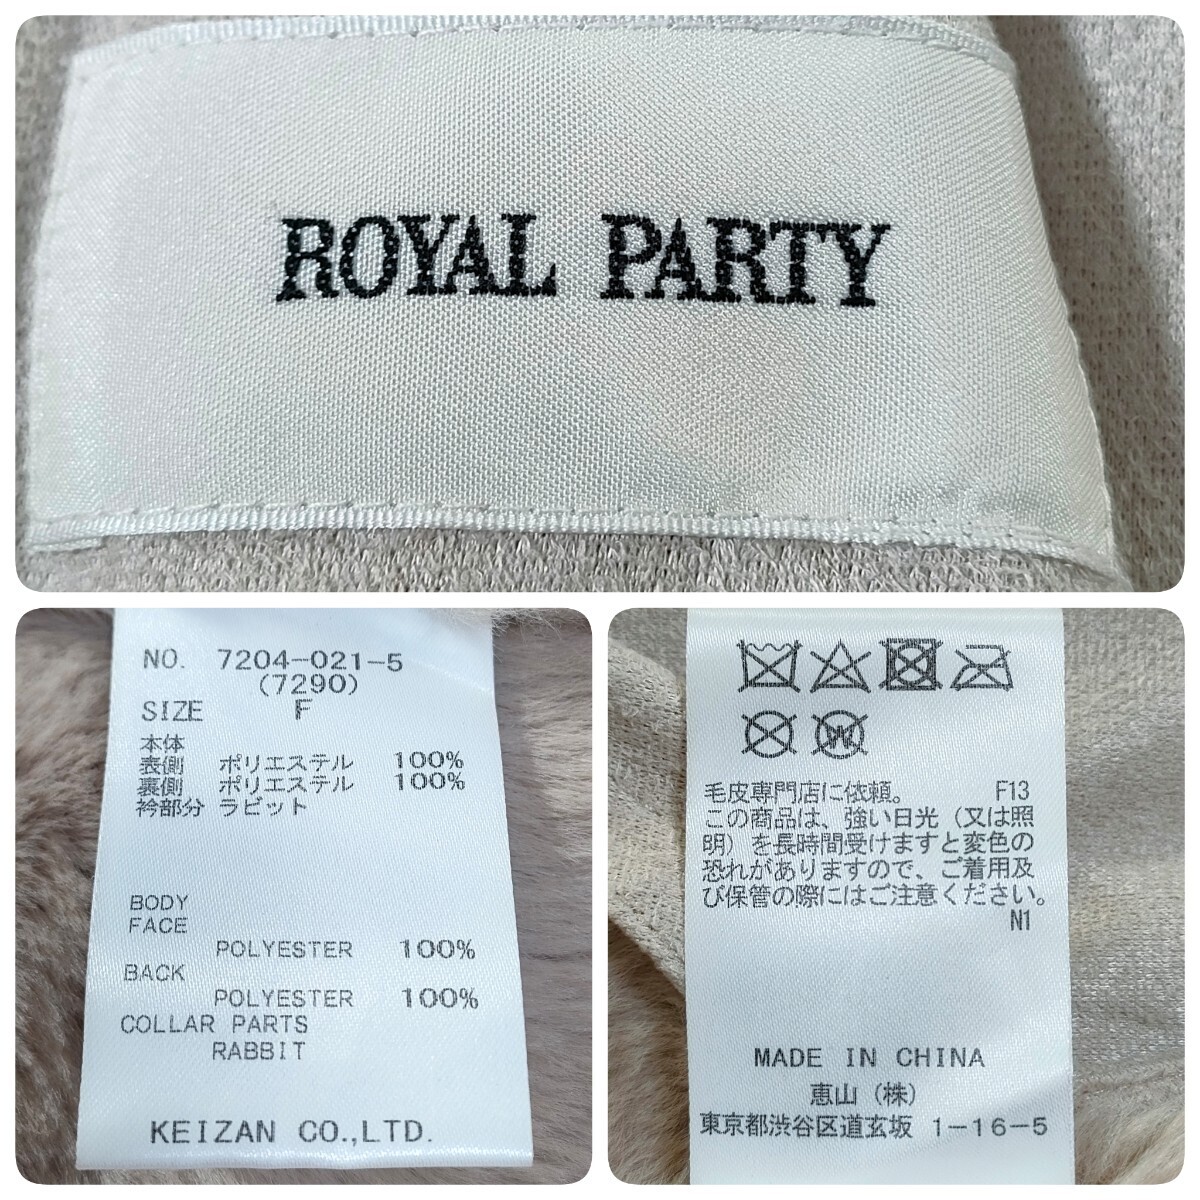 ROYAL PARTY
NO. 7204-021-5
(7290)
SIZE F
本体
表側 ポリエステル 100%
裏側 ポリエステル 100%
衿部分 ラビット
BODY
FACE
POLYESTER 100%
BACK
POLYESTER 100%
COLLAR PARTS
RABBIT
KEIZAN CO.,LTD.
W
毛皮専門店に依頼。 F13
この商品は、強い日光（又は照
明）を長時間受けますと変色の
恐れがありますので、ご着用及
び保管の際にはご注意ください。
N1
MADE IN CHINA
恵山（株）
東京都渋谷区道玄坂 1-16-5